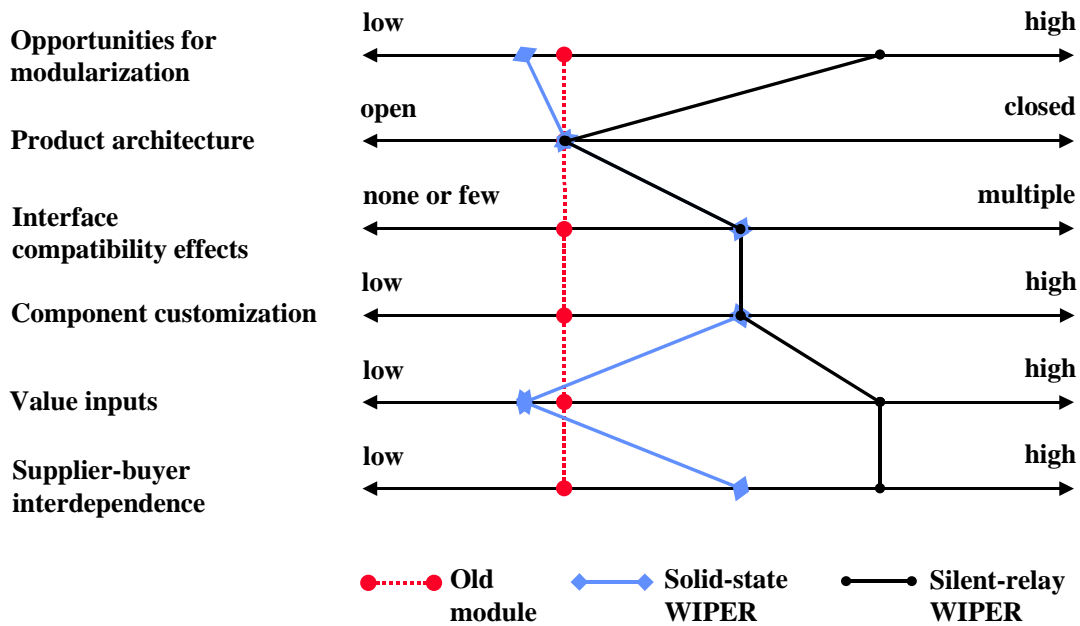 low high
Opportunities for
modularization
open closed
Product architecture
none or few multiple
Interface
compatibility effects
low high
Component customization
low high
Value inputs
low high
Supplier-buyer
interdependence
Old
module
Solid-state
WIPER
Silent-relay
WIPER